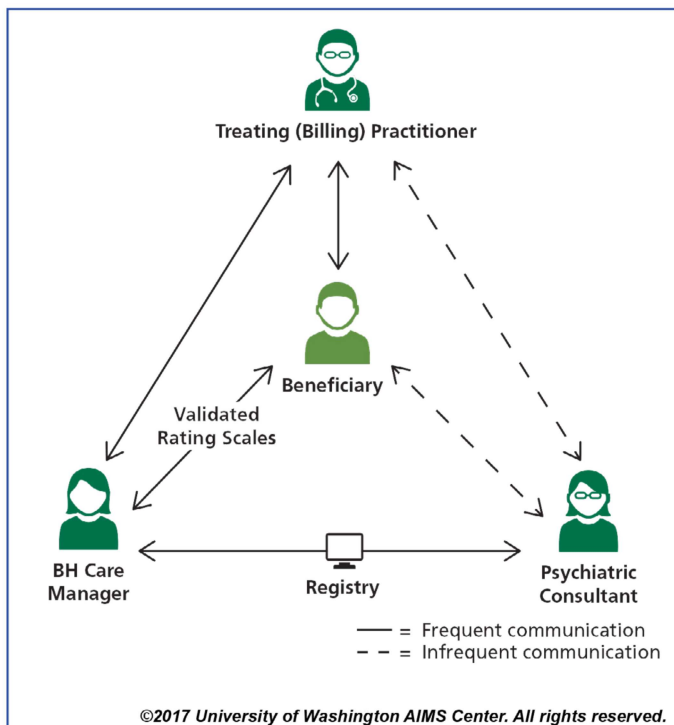 Treating (Billing) Practitioner
Beneficiary
Validated
Rating Scales
BH Care
Manager
Registry
Psychiatric
Consultant
= Frequent communication
= Infrequent communication
©2017 University of Washington AIMS Center. All rights reserved.